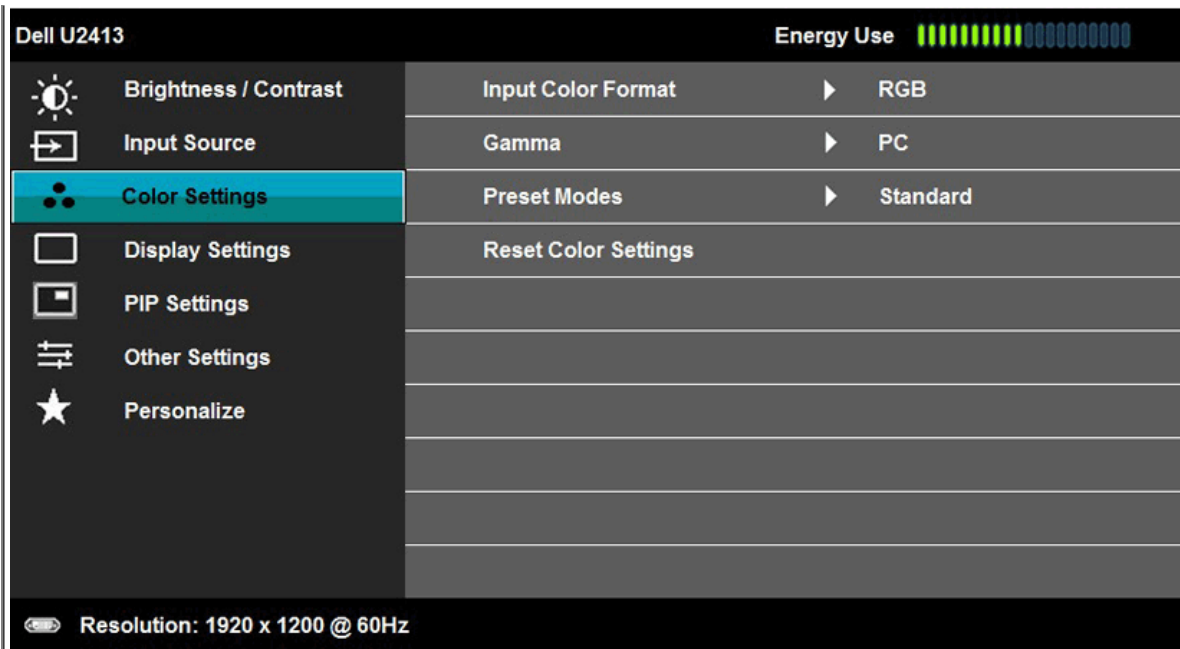 Dell U2413 Energy Use
Brightness / Contrast Input Color Format RGB
Input Source Gamma PC
Color Settings Preset Modes Standard
Display Settings Reset Color Settings
PIP Settings
Other Settings
Personalize
Resolution: 1920 x 1200 @ 60Hz